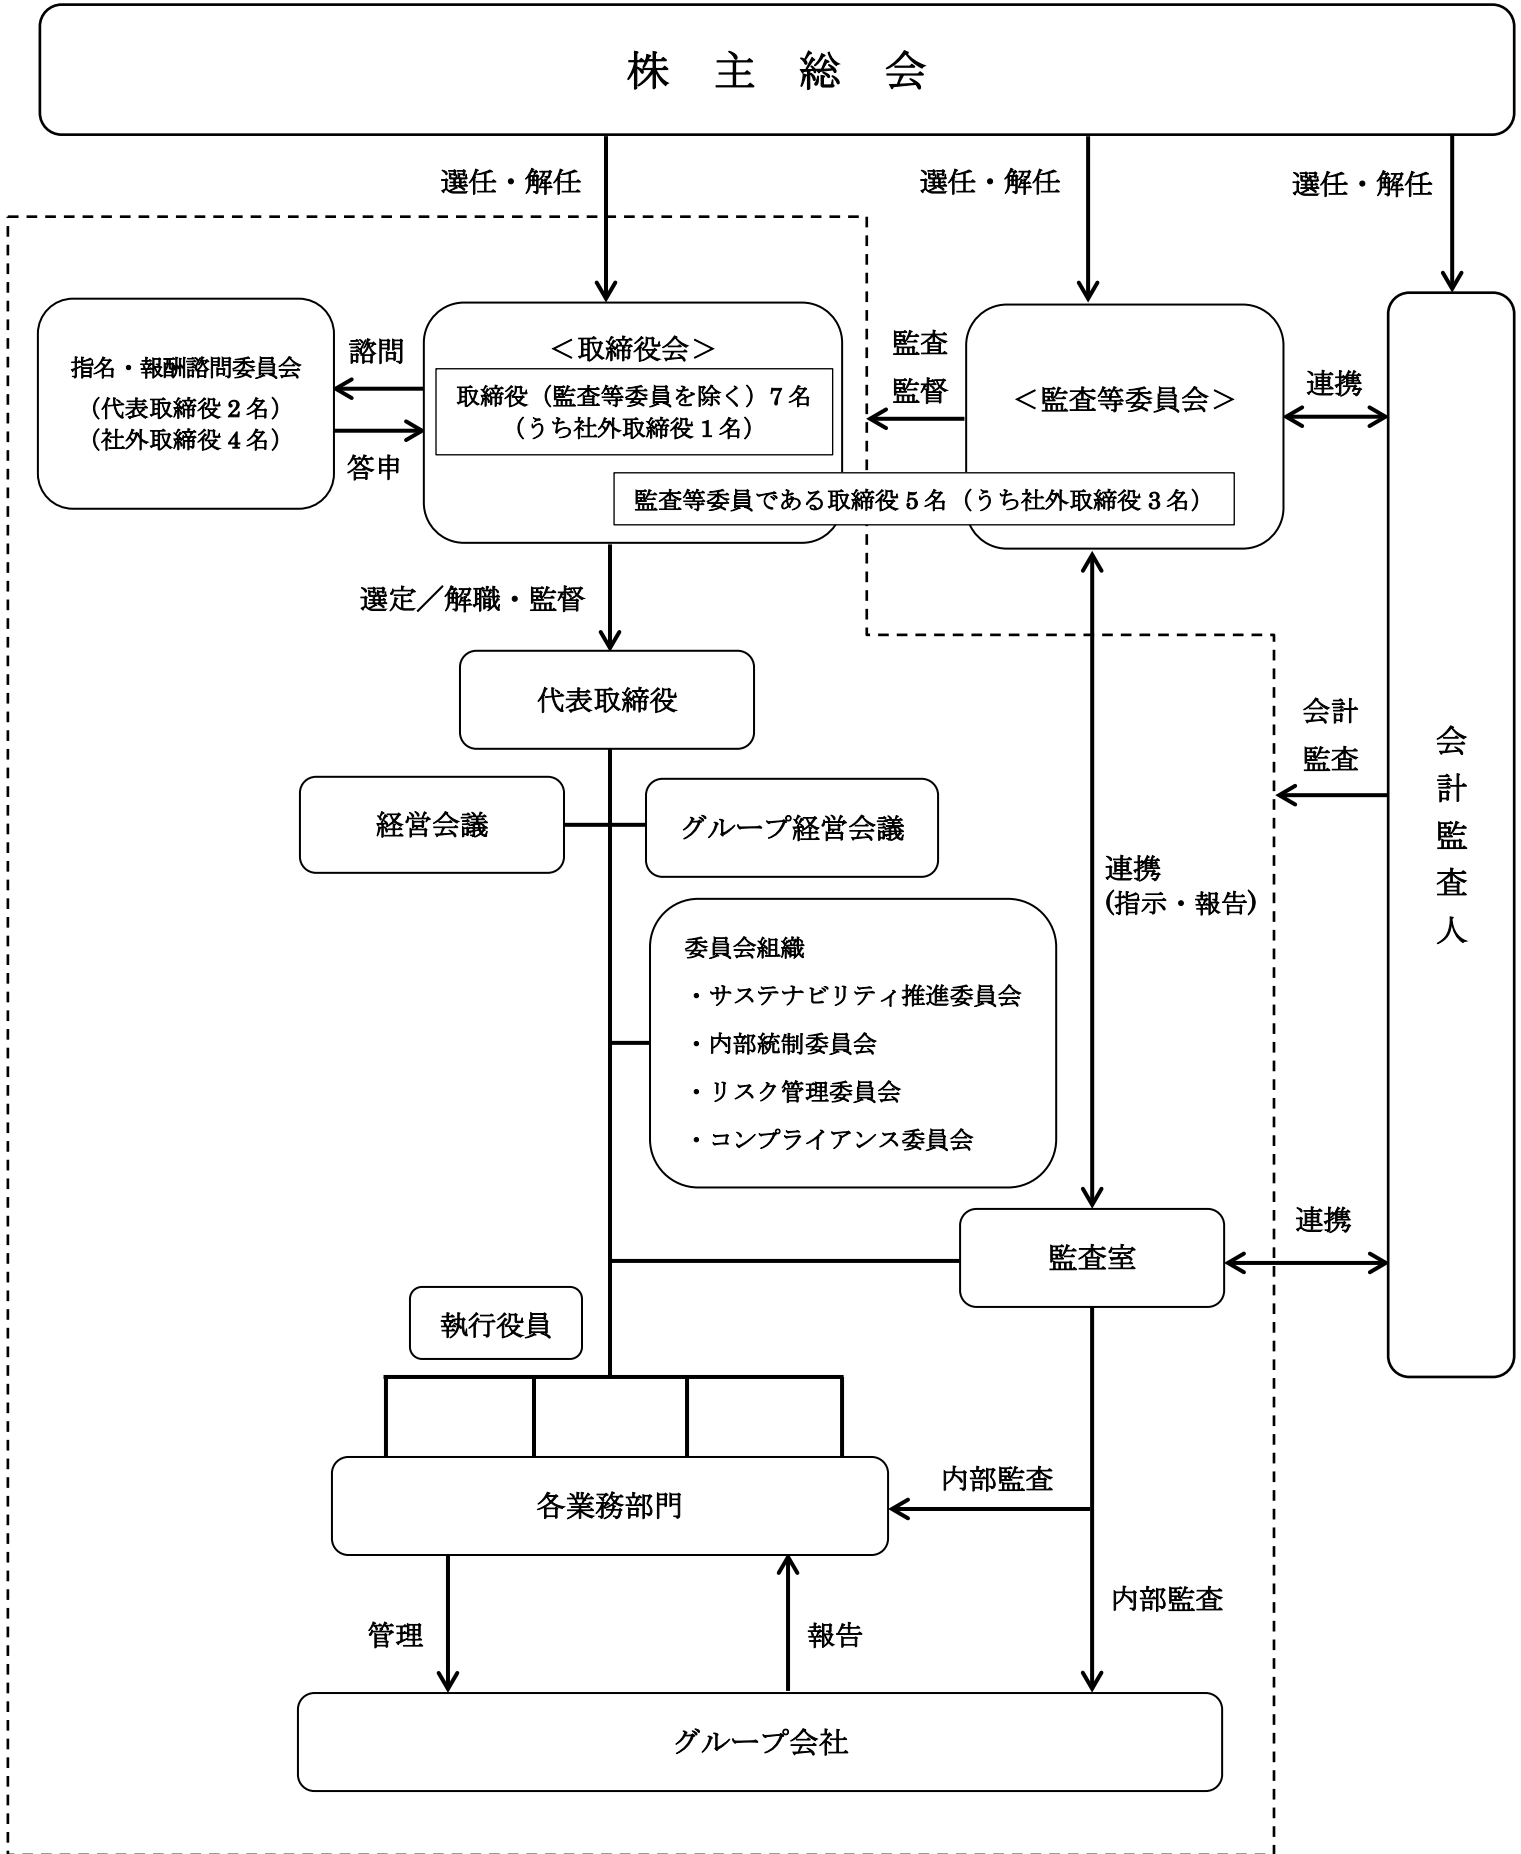 株 主 総 会
選任・解任
選任・解任
選任・解任
指名・報酬諮問委員会
（代表取締役 2 名）
（社外取締役 4 名）
諮問
答申
＜取締役会＞
取締役（監査等委員を除く）7 名
（うち社外取締役 1 名）
監査
監督
＜監査等委員会＞
連携
監査等委員である取締役 5 名（うち社外取締役 3 名）
選定／解職・監督
代表取締役
会計
監査
会計監査人
経営会議
グループ経営会議
連携
(指示・報告)
委員会組織
・サステナビリティ推進委員会
・内部統制委員会
・リスク管理委員会
・コンプライアンス委員会
監査室
連携
執行役員
各業務部門
内部監査
内部監査
管理
報告
グループ会社